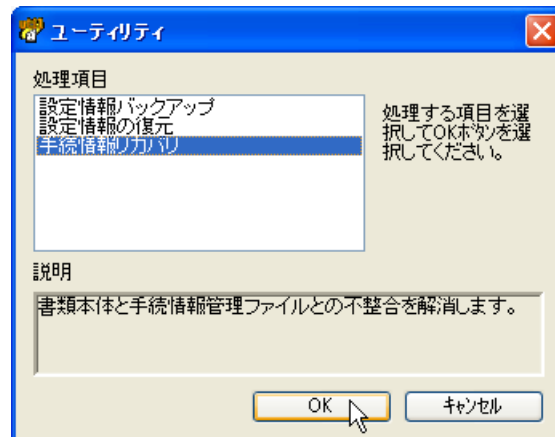 ユーティリティ
処理項目
設定情報バックアップ
設定情報の復元
手続情報リカバリ
処理する項目を選
択してOKボタンを選
択してください。
説明
書類本体と手続情報管理ファイルとの不整合を解消します。
OK
キャンセル